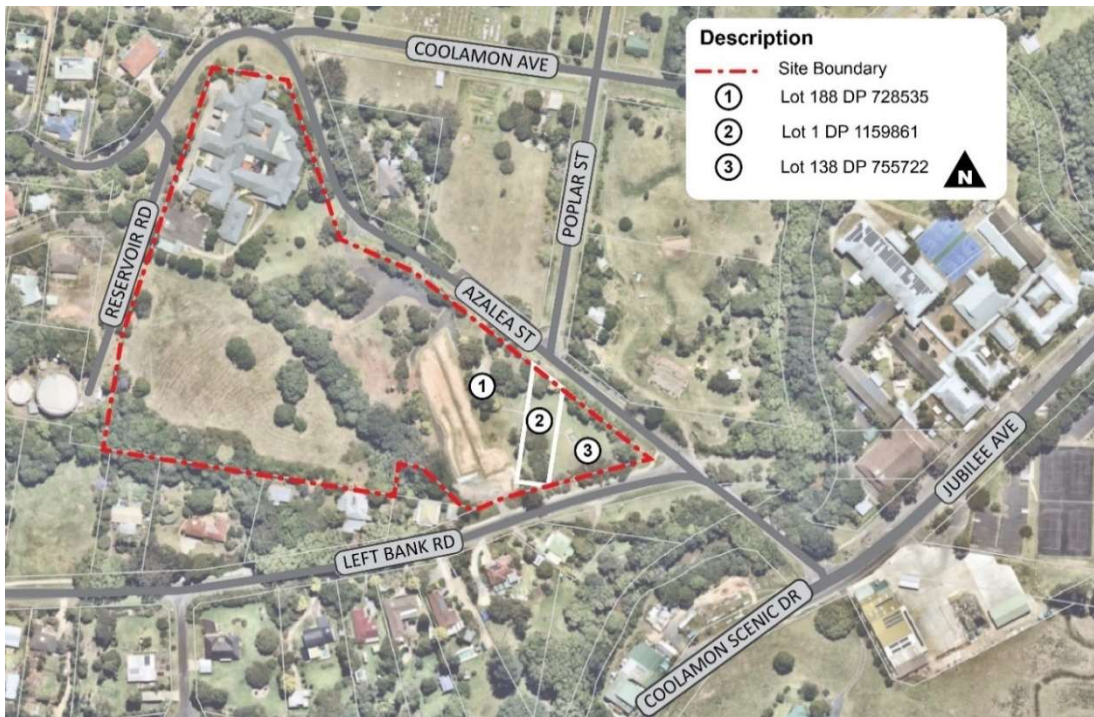 COOLAMON AVE
Description
Site Boundary
1 Lot 188 DP 728535
2 Lot 1 DP 1159861
3 Lot 138 DP 755722
N
POPLAR ST
RESERVOIR RD
AZALEA ST
1
2
3
JUBILEE AVE
LEFT BANK RD
COOLAMON SCENIC DR